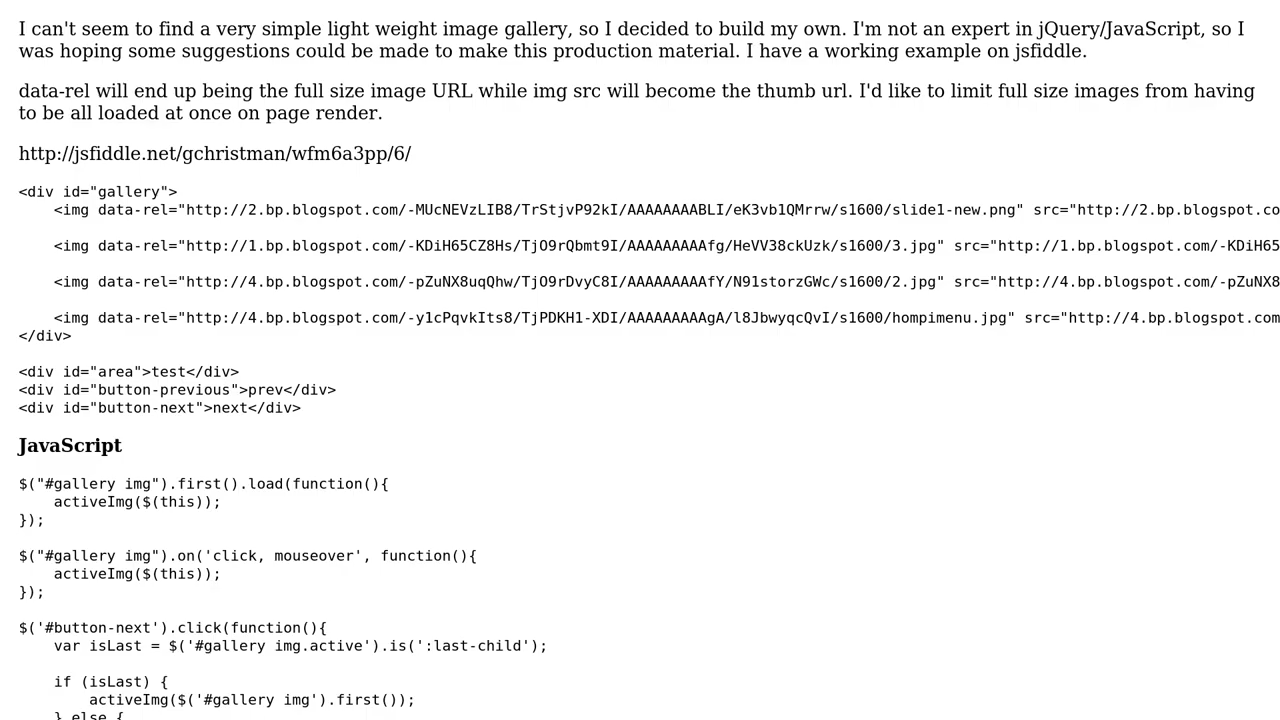 I can't seem to find a very simple light weight image gallery, so I decided to build my own. I'm not an expert in jQuery/JavaScript, so I
was hoping some suggestions could be made to make this production material. I have a working example on jsfiddle.
data-rel will end up being the full size image URL while img src will become the thumb url. I'd like to limit full size images from having
to be all loaded at once on page render.
http://jsfiddle.net/gchristman/wfm6a3pp/6/
<div id="gallery">
    <img data-rel="http://2.bp.blogspot.com/-MUcNEVzLIB8/TrStjvP92kI/AAAAAAAABLI/eK3vb1QMrrw/s1600/slide1-new.png" src="http://2.bp.blogspot.co
    <img data-rel="http://1.bp.blogspot.com/-KDiH65CZ8Hs/TjO9rQbmt9I/AAAAAAAAAfg/HeVV38ckUzk/s1600/3.jpg" src="http://1.bp.blogspot.com/-KDiH65
    <img data-rel="http://4.bp.blogspot.com/-pZuNX8uqQhw/TjO9rDvyC8I/AAAAAAAAAfY/N91storzGWc/s1600/2.jpg" src="http://4.bp.blogspot.com/-pZuNX8
    <img data-rel="http://4.bp.blogspot.com/-y1cPqvkIts8/TjPDKH1-XDI/AAAAAAAAAgA/l8JbwyqcQvI/s1600/hompimenu.jpg" src="http://4.bp.blogspot.com
</div>
<div id="area">test</div>
<div id="button-previous">prev</div>
<div id="button-next">next</div>
JavaScript
$("#gallery img").first().load(function(){
    activeImg($(this));
});
$("#gallery img").on('click, mouseover', function(){
    activeImg($(this));
});
$('#button-next').click(function(){
    var isLast = $('#gallery img.active').is(':last-child');
    if (isLast) {
        activeImg($('#gallery img').first());
    } else {